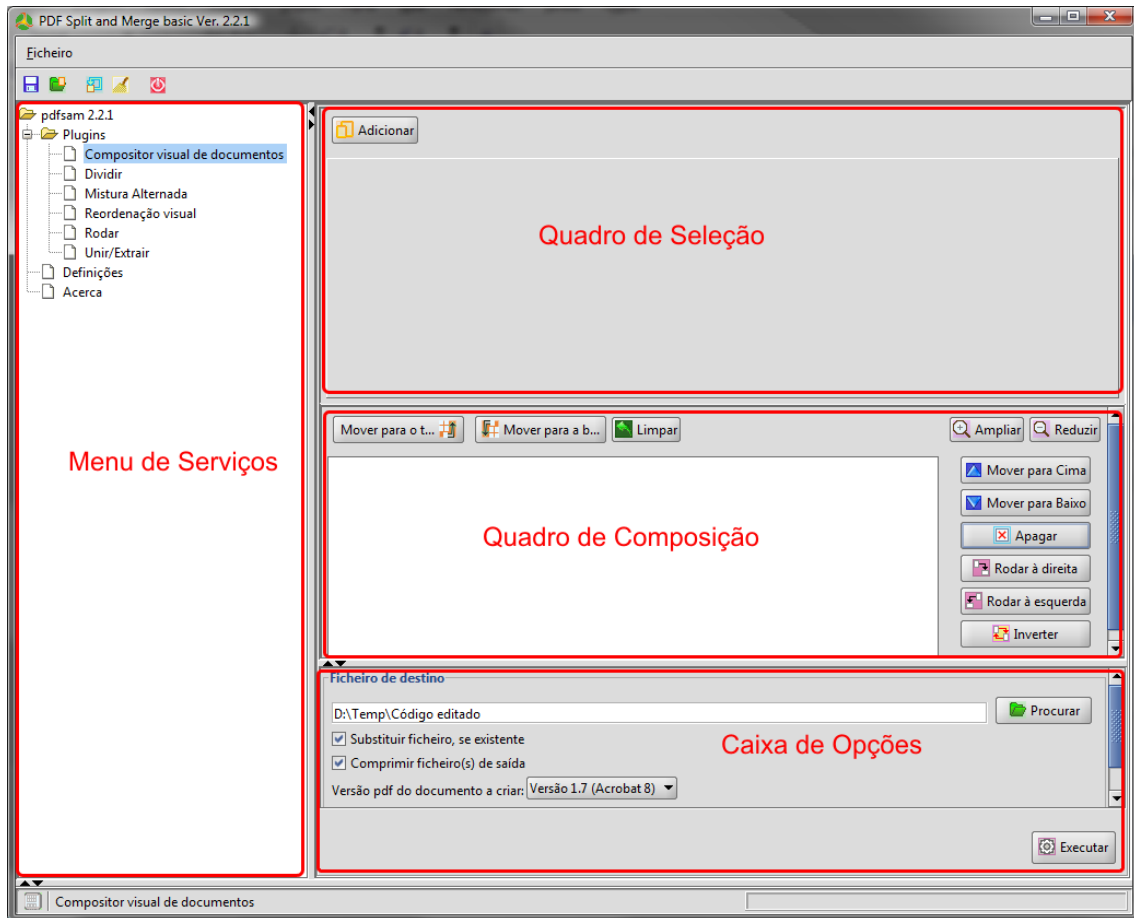 PDF Split and Merge basic Ver. 2.2.1
Ficheiro
pdfsam 2.2.1
Plugins
Compositor visual de documentos
Dividir
Mistura Alternada
Reordenação visual
Rodar
Unir/Extrair
Definições
Acerca
Menu de Serviços
Adicionar
Quadro de Seleção
Mover para o t...
Mover para a b...
Limpar
Ampliar
Reduzir
Quadro de Composição
Mover para Cima
Mover para Baixo
Apagar
Rodar à direita
Rodar à esquerda
Inverter
Ficheiro de destino
D:\Temp\Código editado
Procurar
Substituir ficheiro, se existente
Comprimir ficheiro(s) de saída
Caixa de Opções
Versão pdf do documento a criar: Versão 1.7 (Acrobat 8)
Executar
Compositor visual de documentos